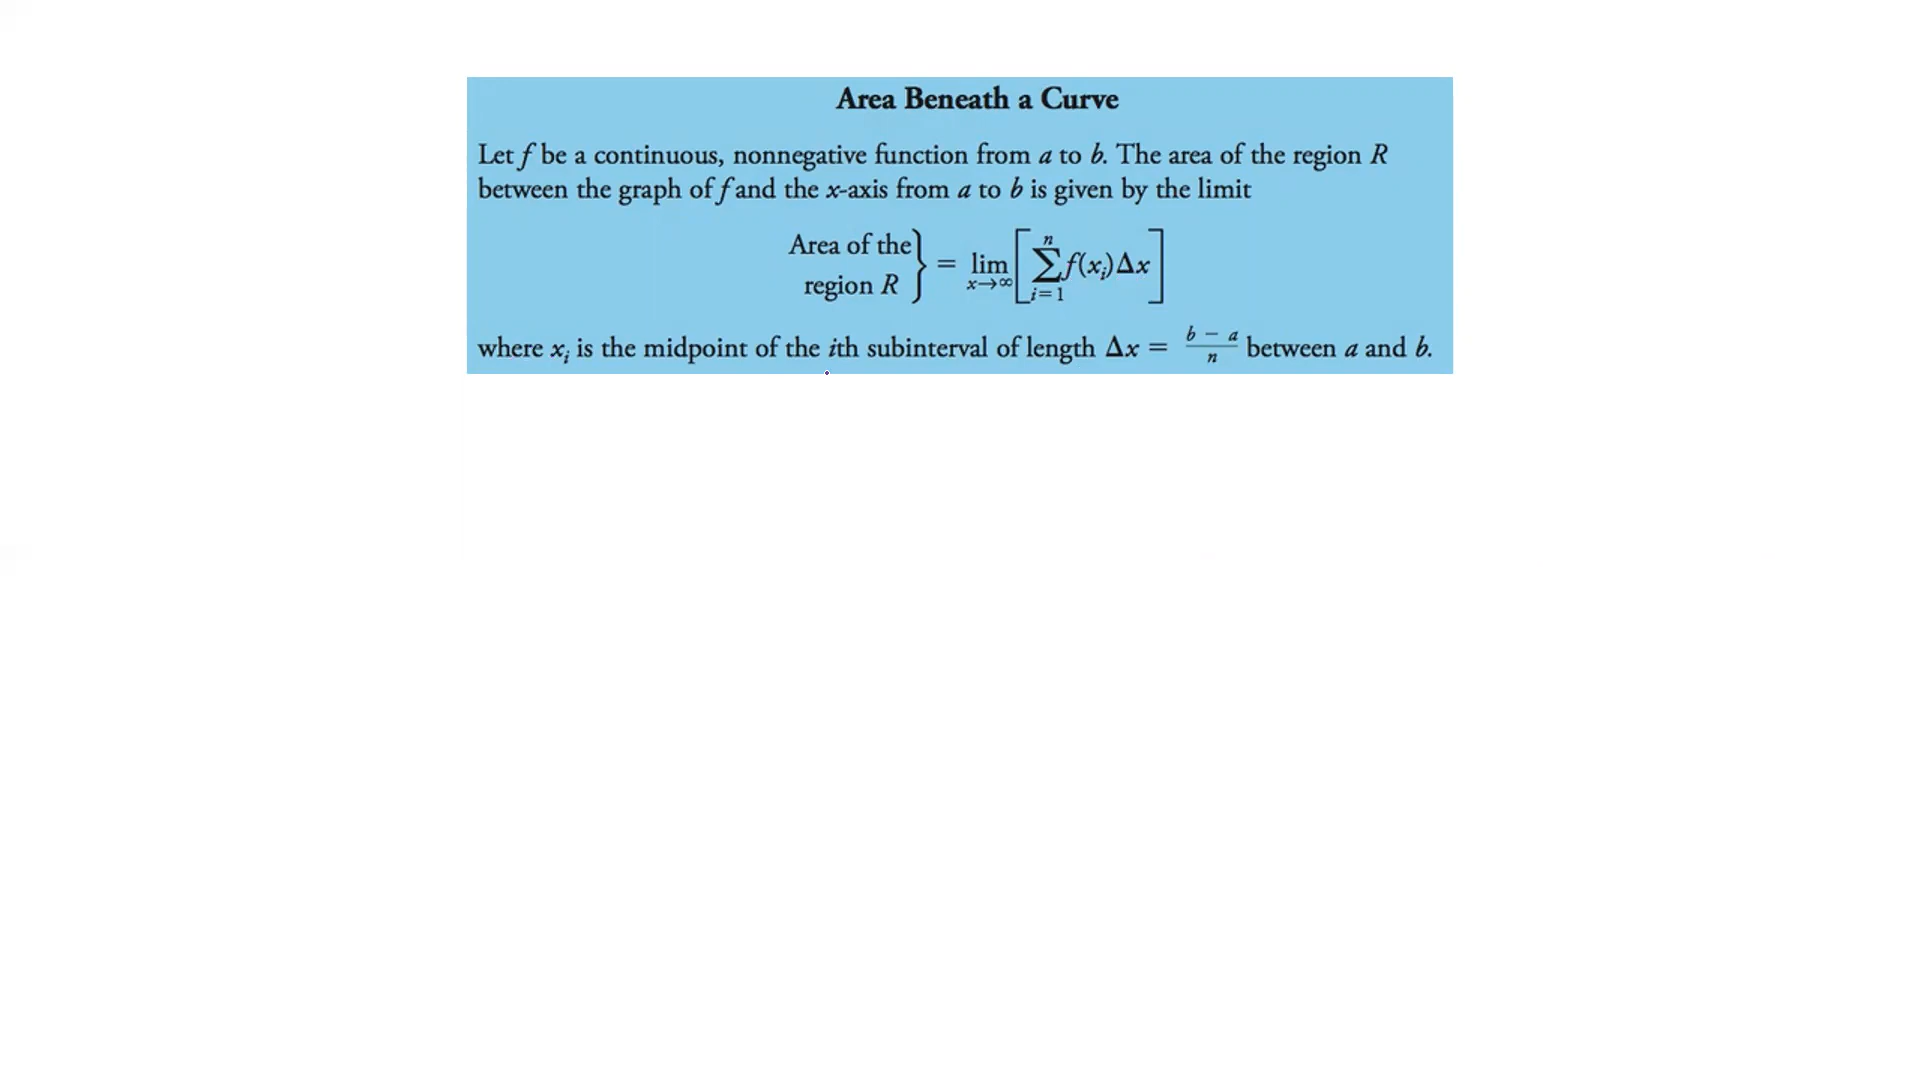 Area Beneath a Curve
Let f be a continuous, nonnegative function from a to b. The area of the region R
between the graph of f and the x-axis from a to b is given by the limit
Area of the region R } = lim x→∞ [ n Σ i=1 f(xᵢ)Δx ]
where xᵢ is the midpoint of the ith subinterval of length Δx = b − a / n between a and b.